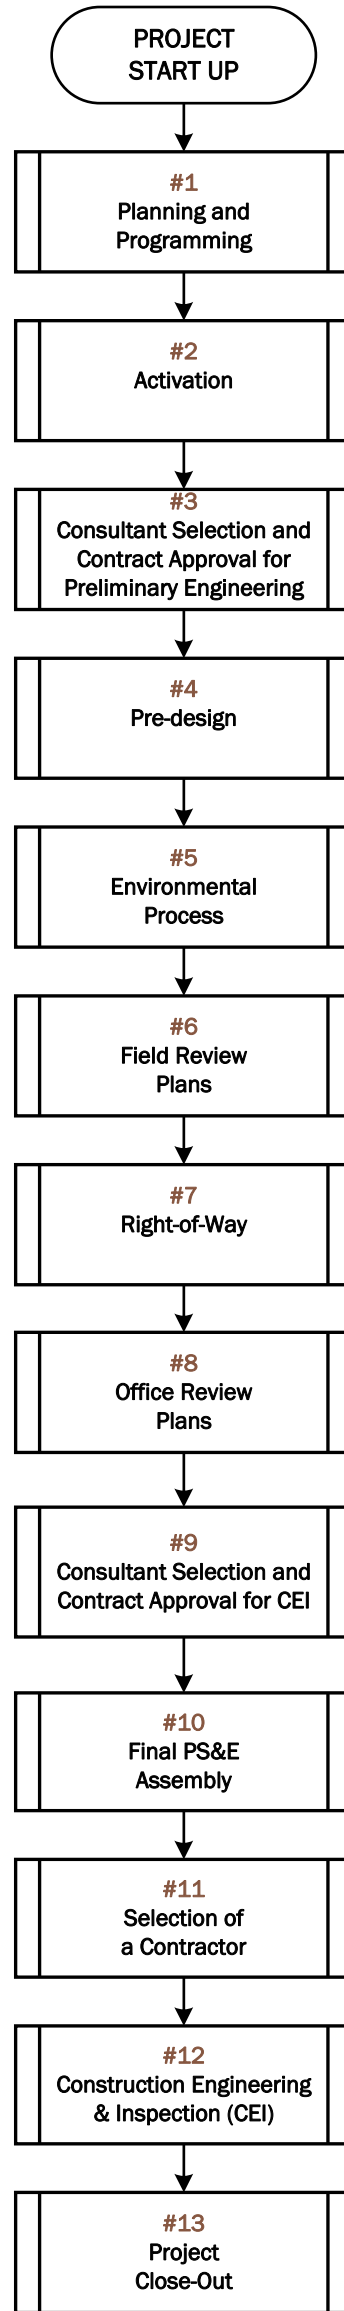 PROJECT
START UP
#1
Planning and
Programming
#2
Activation
#3
Consultant Selection and
Contract Approval for
Preliminary Engineering
#4
Pre-design
#5
Environmental
Process
#6
Field Review
Plans
#7
Right-of-Way
#8
Office Review
Plans
#9
Consultant Selection and
Contract Approval for CEI
#10
Final PS&E
Assembly
#11
Selection of
a Contractor
#12
Construction Engineering
& Inspection (CEI)
#13
Project
Close-Out